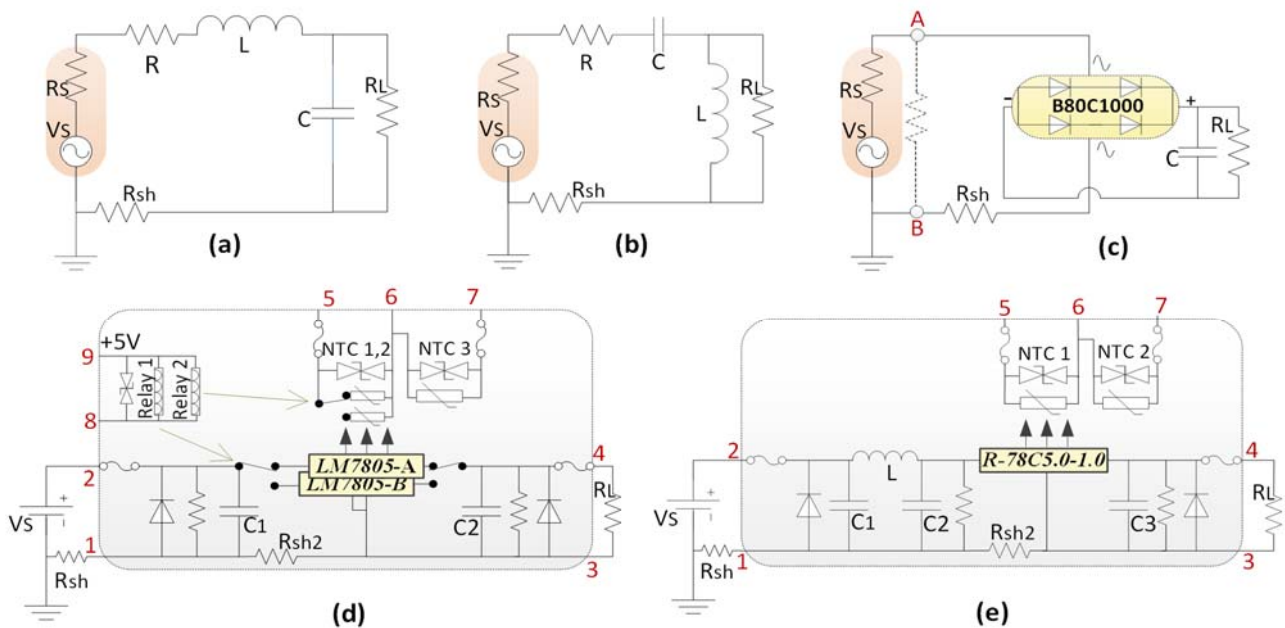 R
L
RS
VS
C
RL
Rsh
(a)
R
C
RS
VS
L
RL
Rsh
(b)
A
RS
VS
-
B80C1000
+
C
RL
Rsh
B
(c)
5
6
7
9
+5V
NTC 1,2
NTC 3
Relay 1
Relay 2
8
2
LM7805-A
LM7805-B
4
VS
+
-
C1
C2
RL
Rsh2
1
Rsh
3
(d)
5
6
7
NTC 1
NTC 2
2
R-78C5.0-1.0
4
L
VS
+
-
C1
C2
C3
RL
Rsh2
Rsh
1
3
(e)